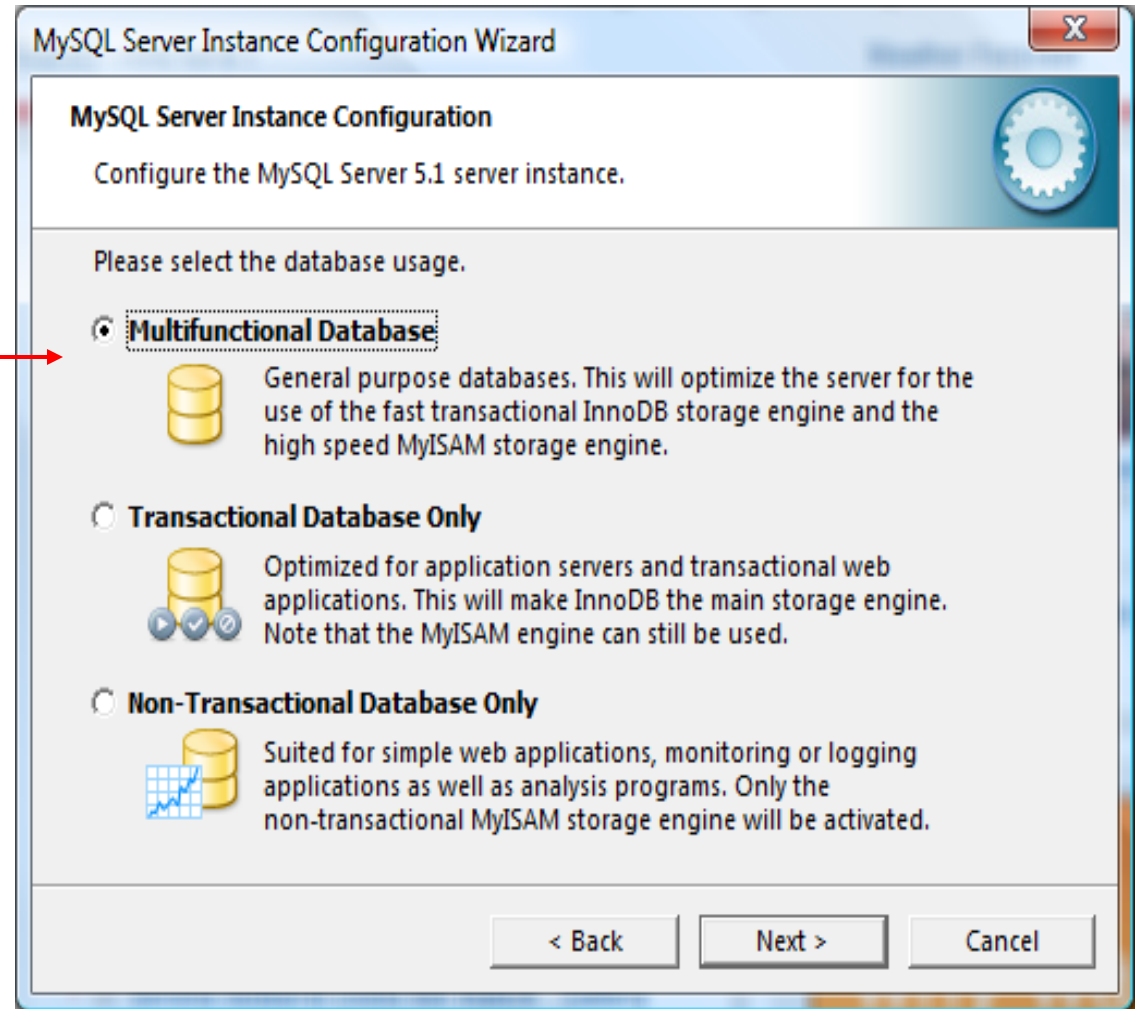 MySQL Server Instance Configuration Wizard
MySQL Server Instance Configuration
Configure the MySQL Server 5.1 server instance.
Please select the database usage.
Multifunctional Database
General purpose databases. This will optimize the server for the
use of the fast transactional InnoDB storage engine and the
high speed MyISAM storage engine.
Transactional Database Only
Optimized for application servers and transactional web
applications. This will make InnoDB the main storage engine.
Note that the MyISAM engine can still be used.
Non-Transactional Database Only
Suited for simple web applications, monitoring or logging
applications as well as analysis programs. Only the
non-transactional MyISAM storage engine will be activated.
< Back
Next >
Cancel